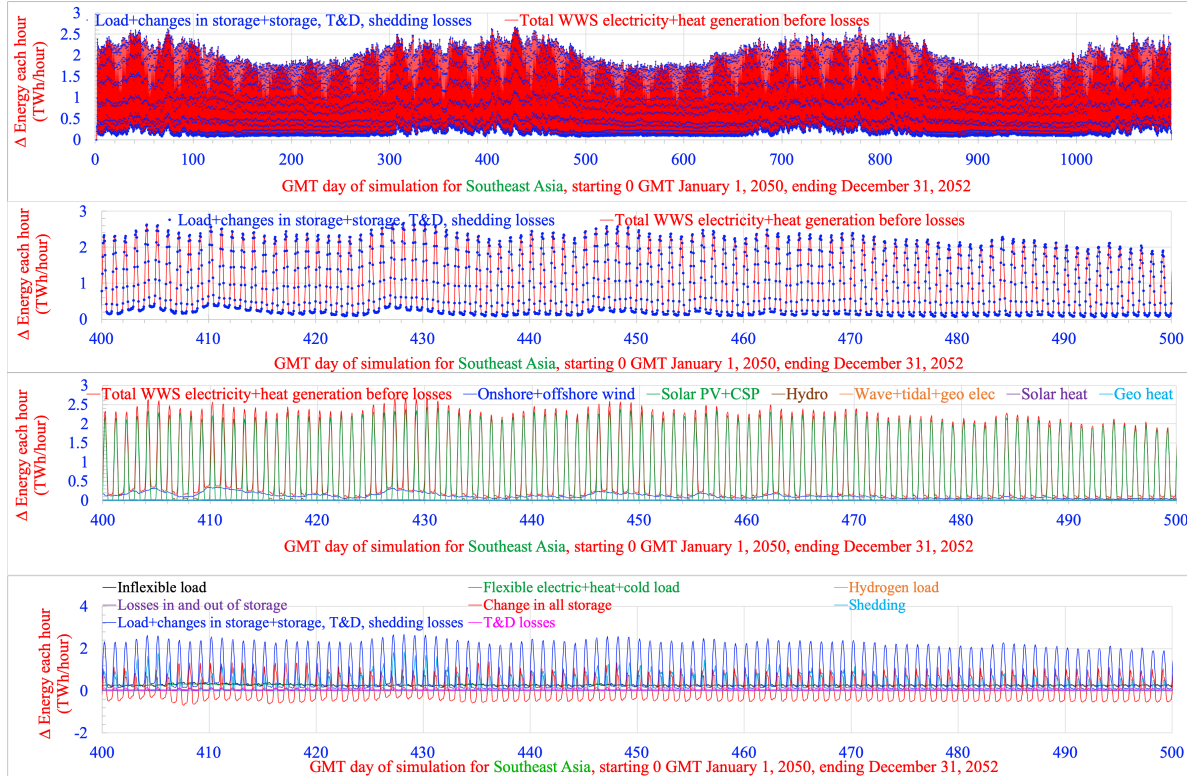 Load+changes in storage+storage, T&D, shedding losses —Total WWS electricity+heat generation before losses
Δ Energy each hour
(TWh/hour)
3
2.5
2
1.5
1
0.5
0
0 100 200 300 400 500 600 700 800 900 1000
GMT day of simulation for Southeast Asia, starting 0 GMT January 1, 2050, ending December 31, 2052
Load+changes in storage+storage, T&D, shedding losses —Total WWS electricity+heat generation before losses
Δ Energy each hour
(TWh/hour)
3
2
1
0
400 410 420 430 440 450 460 470 480 490 500
GMT day of simulation for Southeast Asia, starting 0 GMT January 1, 2050, ending December 31, 2052
—Total WWS electricity+heat generation before losses —Onshore+offshore wind —Solar PV+CSP —Hydro —Wave+tidal+geo elec —Solar heat —Geo heat
Δ Energy each hour
(TWh/hour)
3
2.5
2
1.5
1
0.5
0
400 410 420 430 440 450 460 470 480 490 500
GMT day of simulation for Southeast Asia, starting 0 GMT January 1, 2050, ending December 31, 2052
—Inflexible load —Flexible electric+heat+cold load —Hydrogen load
—Losses in and out of storage —Change in all storage —Shedding
—Load+changes in storage+storage, T&D, shedding losses —T&D losses
Δ Energy each hour
(TWh/hour)
4
2
0
-2
400 410 420 430 440 450 460 470 480 490 500
GMT day of simulation for Southeast Asia, starting 0 GMT January 1, 2050, ending December 31, 2052